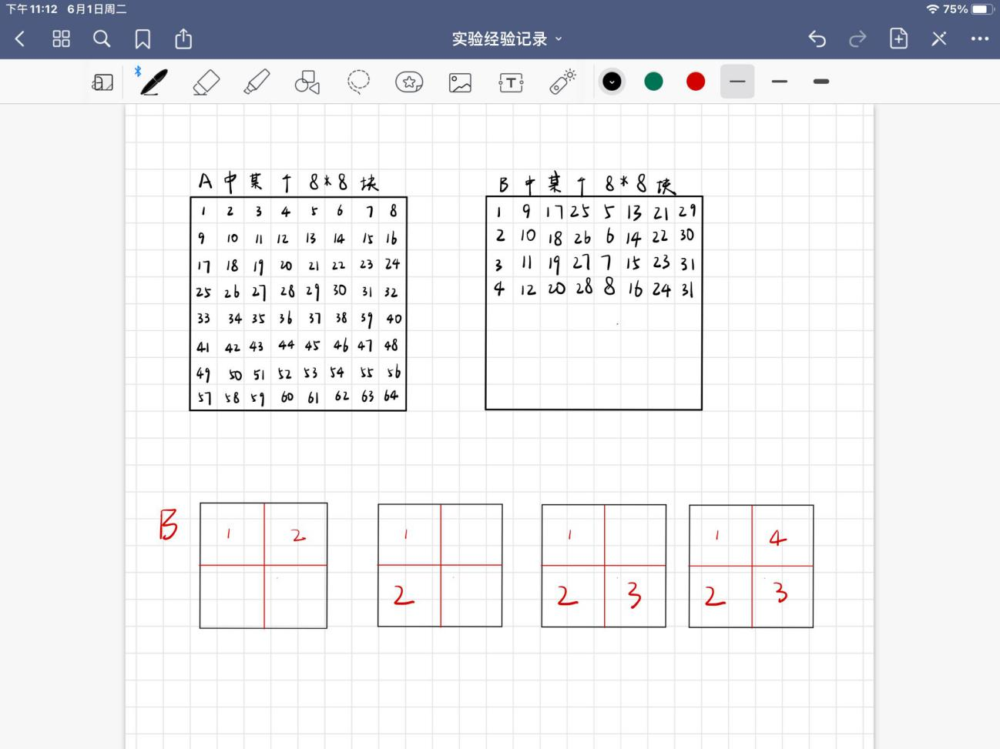 下午11:12 6月1日周二
75%
实验经验记录
T
A 中某个 8*8 块
1 2 3 4 5 6 7 8
9 10 11 12 13 14 15 16
17 18 19 20 21 22 23 24
25 26 27 28 29 30 31 32
33 34 35 36 37 38 39 40
41 42 43 44 45 46 47 48
49 50 51 52 53 54 55 56
57 58 59 60 61 62 63 64
B 中某个 8*8 块
1 9 17 25 5 13 21 29
2 10 18 26 6 14 22 30
3 11 19 27 7 15 23 31
4 12 20 28 8 16 24 31
B
1 2
1
2
1
2 3
1 4
2 3